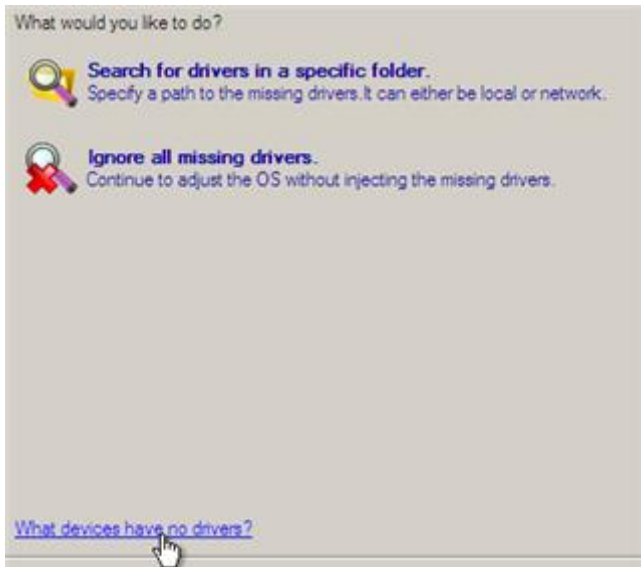 What would you like to do?
Search for drivers in a specific folder.
Specify a path to the missing drivers.It can either be local or network.
Ignore all missing drivers.
Continue to adjust the OS without injecting the missing drivers.
What devices have no drivers?